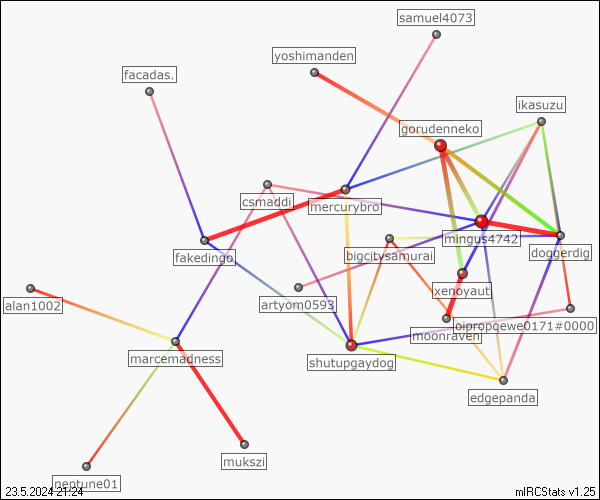 samuel4073
yoshimanden
facadas.
ikasuzu
gorudenneko
csmaddi
mercurybro
mingus4742
doggerdig
fakedingo
bigcitysamurai
xenoyauti
artyom0593
alan1002
oipropqewe0171#0000
moonraven
marcemadness
shutupgaydog
edgepanda
mukszi
neptune01
23.5.2024 21:24
mIRCStats v1.25